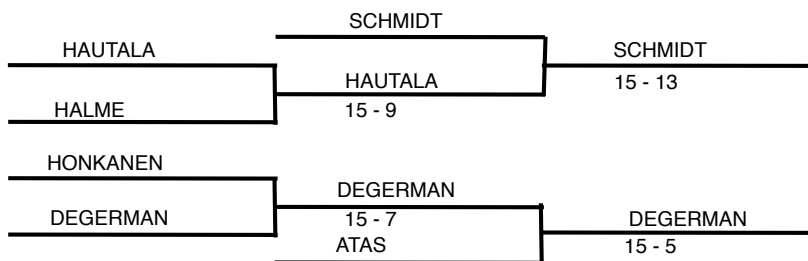 SCHMIDT
HAUTALA
SCHMIDT
HAUTALA
15 - 13
HALME
15 - 9
HONKANEN
DEGERMAN
DEGERMAN
15 - 7
DEGERMAN
ATAS
15 - 5